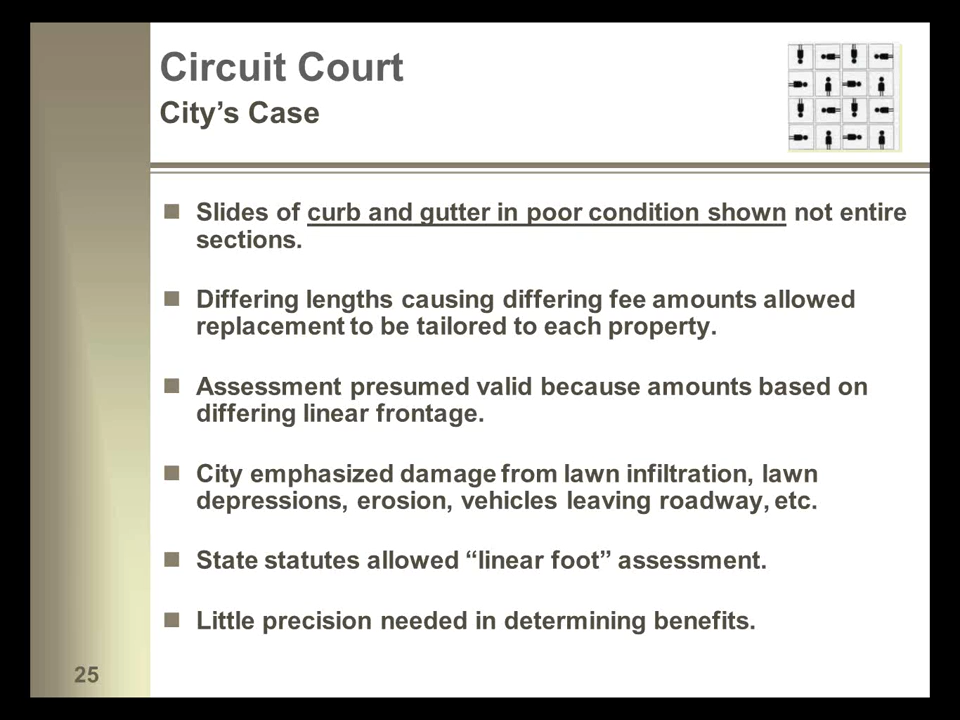 Circuit Court
City’s Case
Slides of curb and gutter in poor condition shown not entire
sections.
Differing lengths causing differing fee amounts allowed
replacement to be tailored to each property.
Assessment presumed valid because amounts based on
differing linear frontage.
City emphasized damage from lawn infiltration, lawn
depressions, erosion, vehicles leaving roadway, etc.
State statutes allowed “linear foot” assessment.
Little precision needed in determining benefits.
25